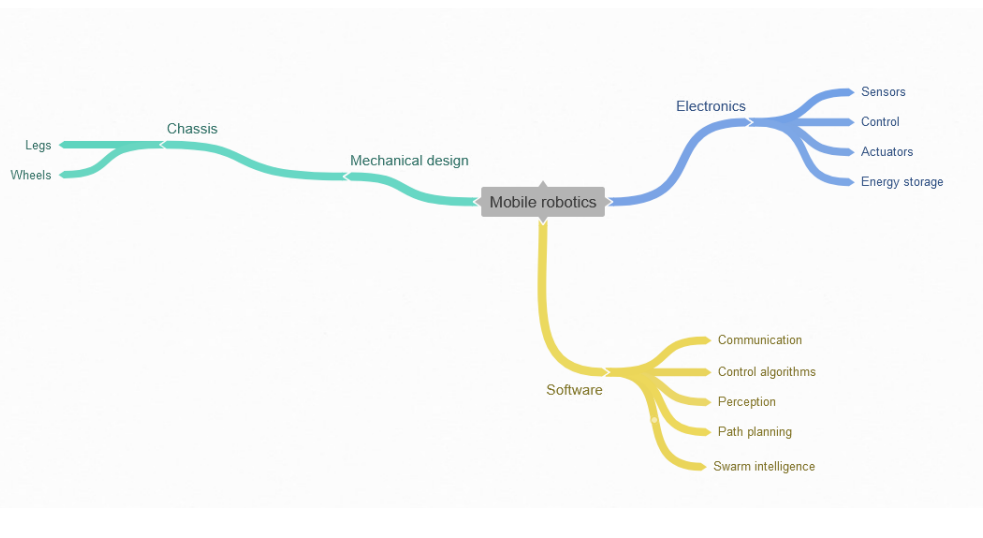 Mobile robotics
Mechanical design
Chassis
Legs
Wheels
Electronics
Sensors
Control
Actuators
Energy storage
Software
Communication
Control algorithms
Perception
Path planning
Swarm intelligence